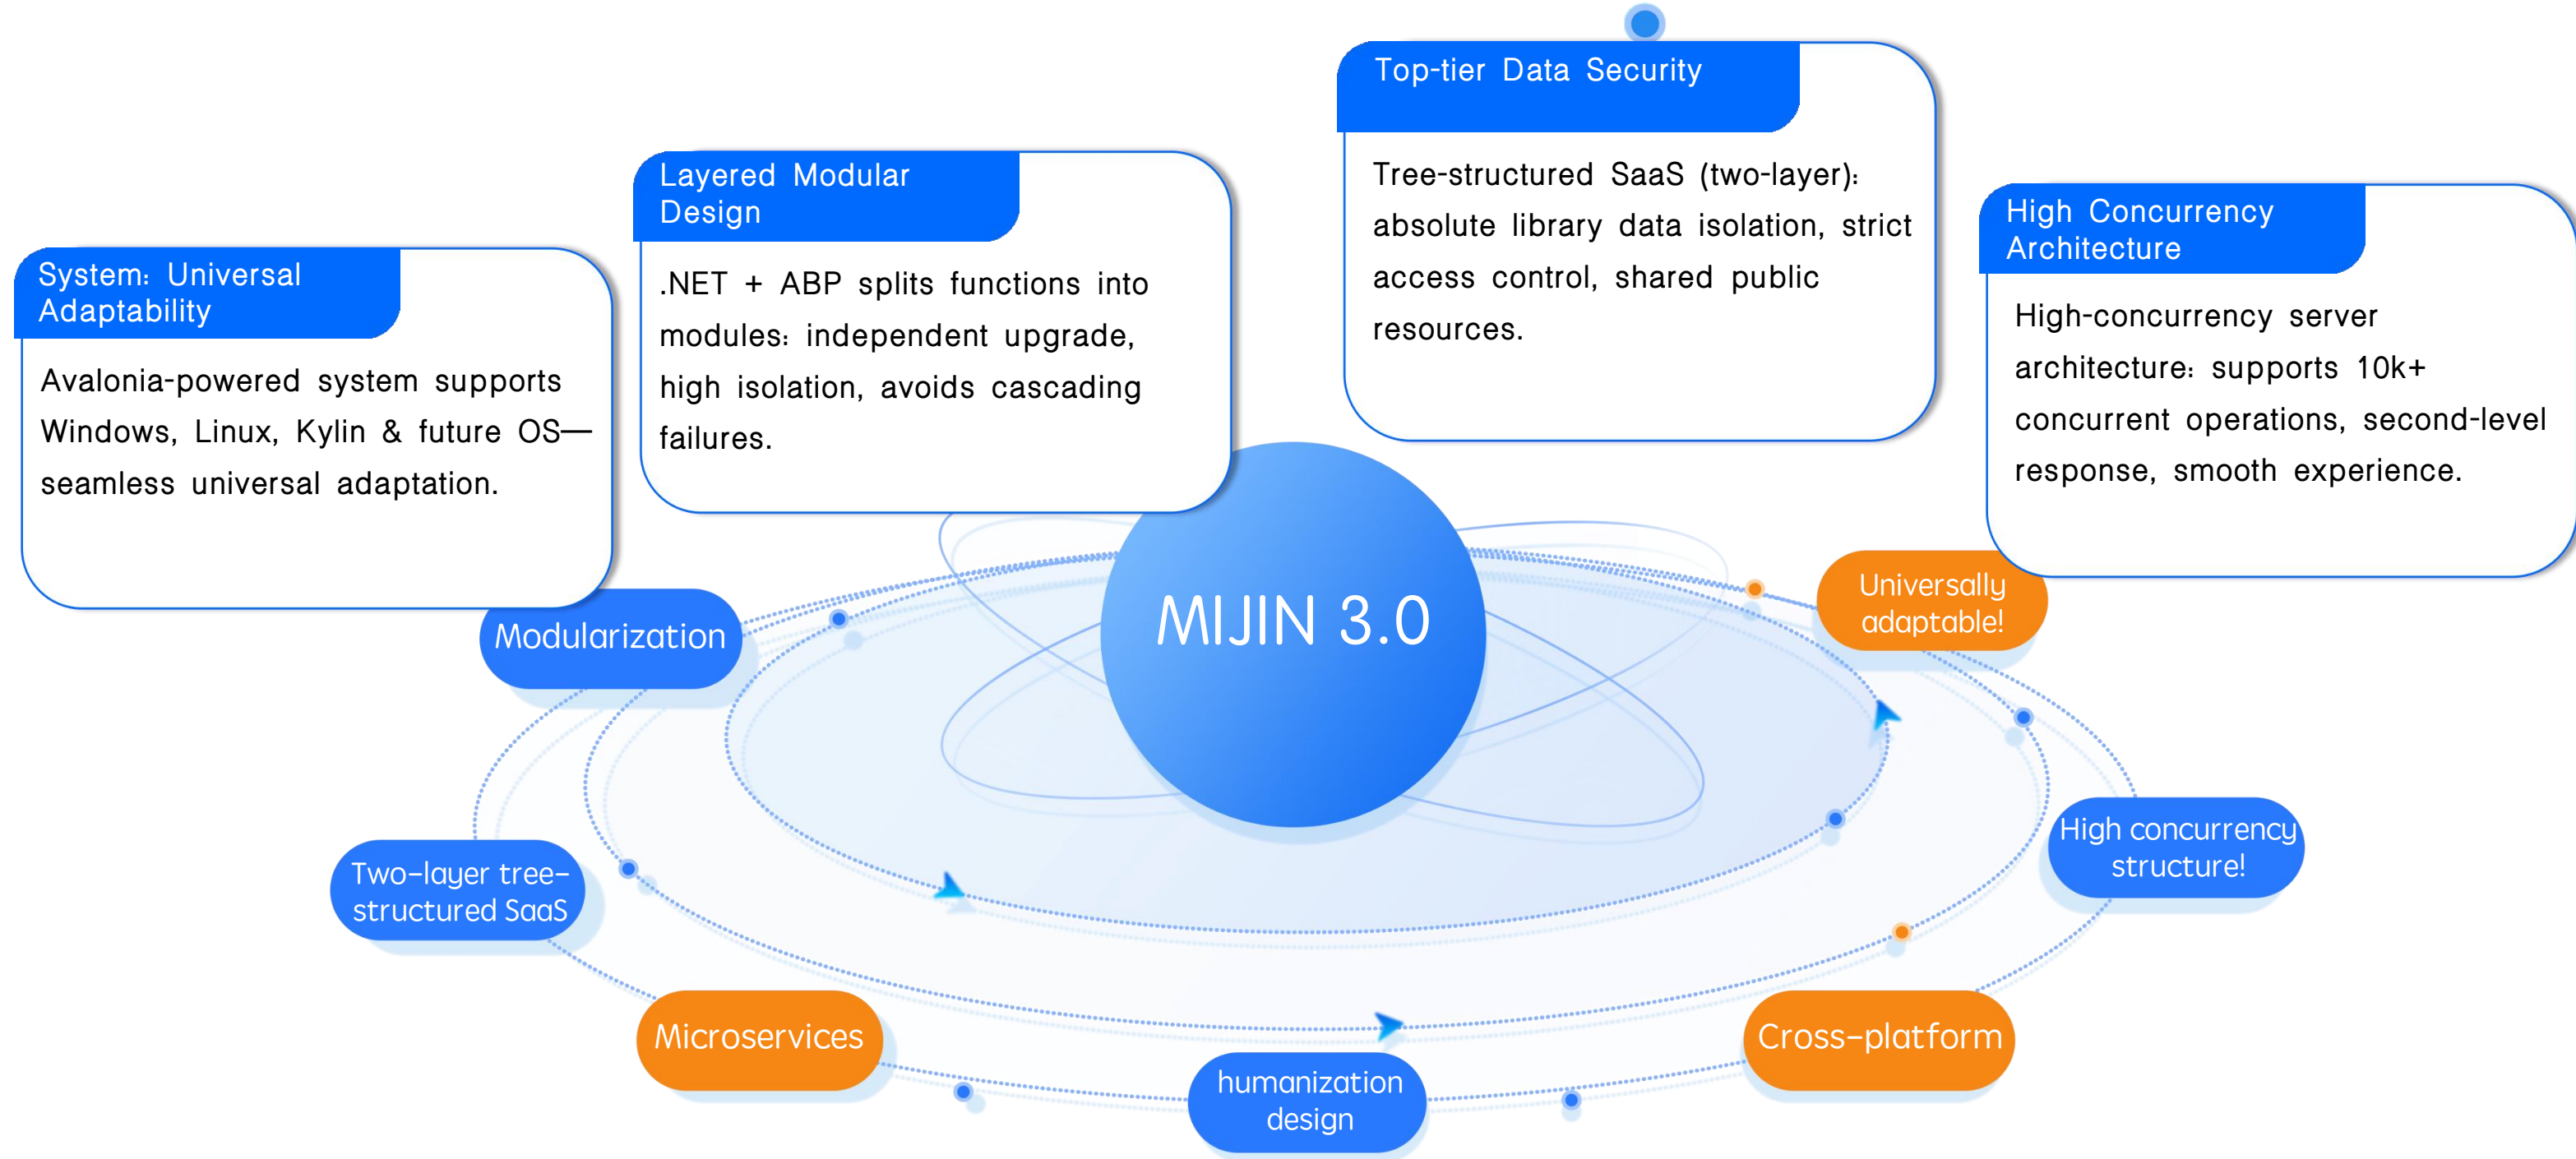 Top-tier Data Security
Tree-structured SaaS (two-layer):
absolute library data isolation, strict
access control, shared public
resources.
Layered Modular
Design
.NET + ABP splits functions into
modules: independent upgrade,
high isolation, avoids cascading
failures.
High Concurrency
Architecture
High-concurrency server
architecture: supports 10k+
concurrent operations, second-level
response, smooth experience.
System: Universal
Adaptability
Avalonia-powered system supports
Windows, Linux, Kylin & future OS—
seamless universal adaptation.
MIJIN 3.0
Modularization
Universally
adaptable!
Two-layer tree-
structured SaaS
High concurrency
structure!
Microservices
Cross-platform
humanization
design